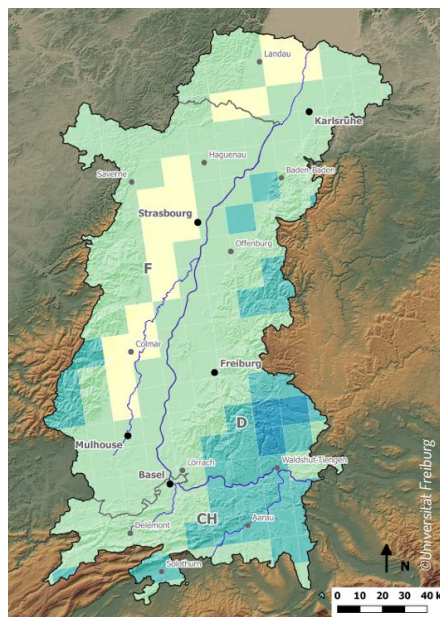 Landau
Karlsruhe
Haguenau
Saverne
Baden-Baden
Strasbourg
Offenburg
F
Colmar
Freiburg
D
Mulhouse
Lörrach
Waldshut-Tiengen
Basel
CH
Aarau
Delémont
Solothurn
N
0 10 20 30 40 k
©Universität Freiburg